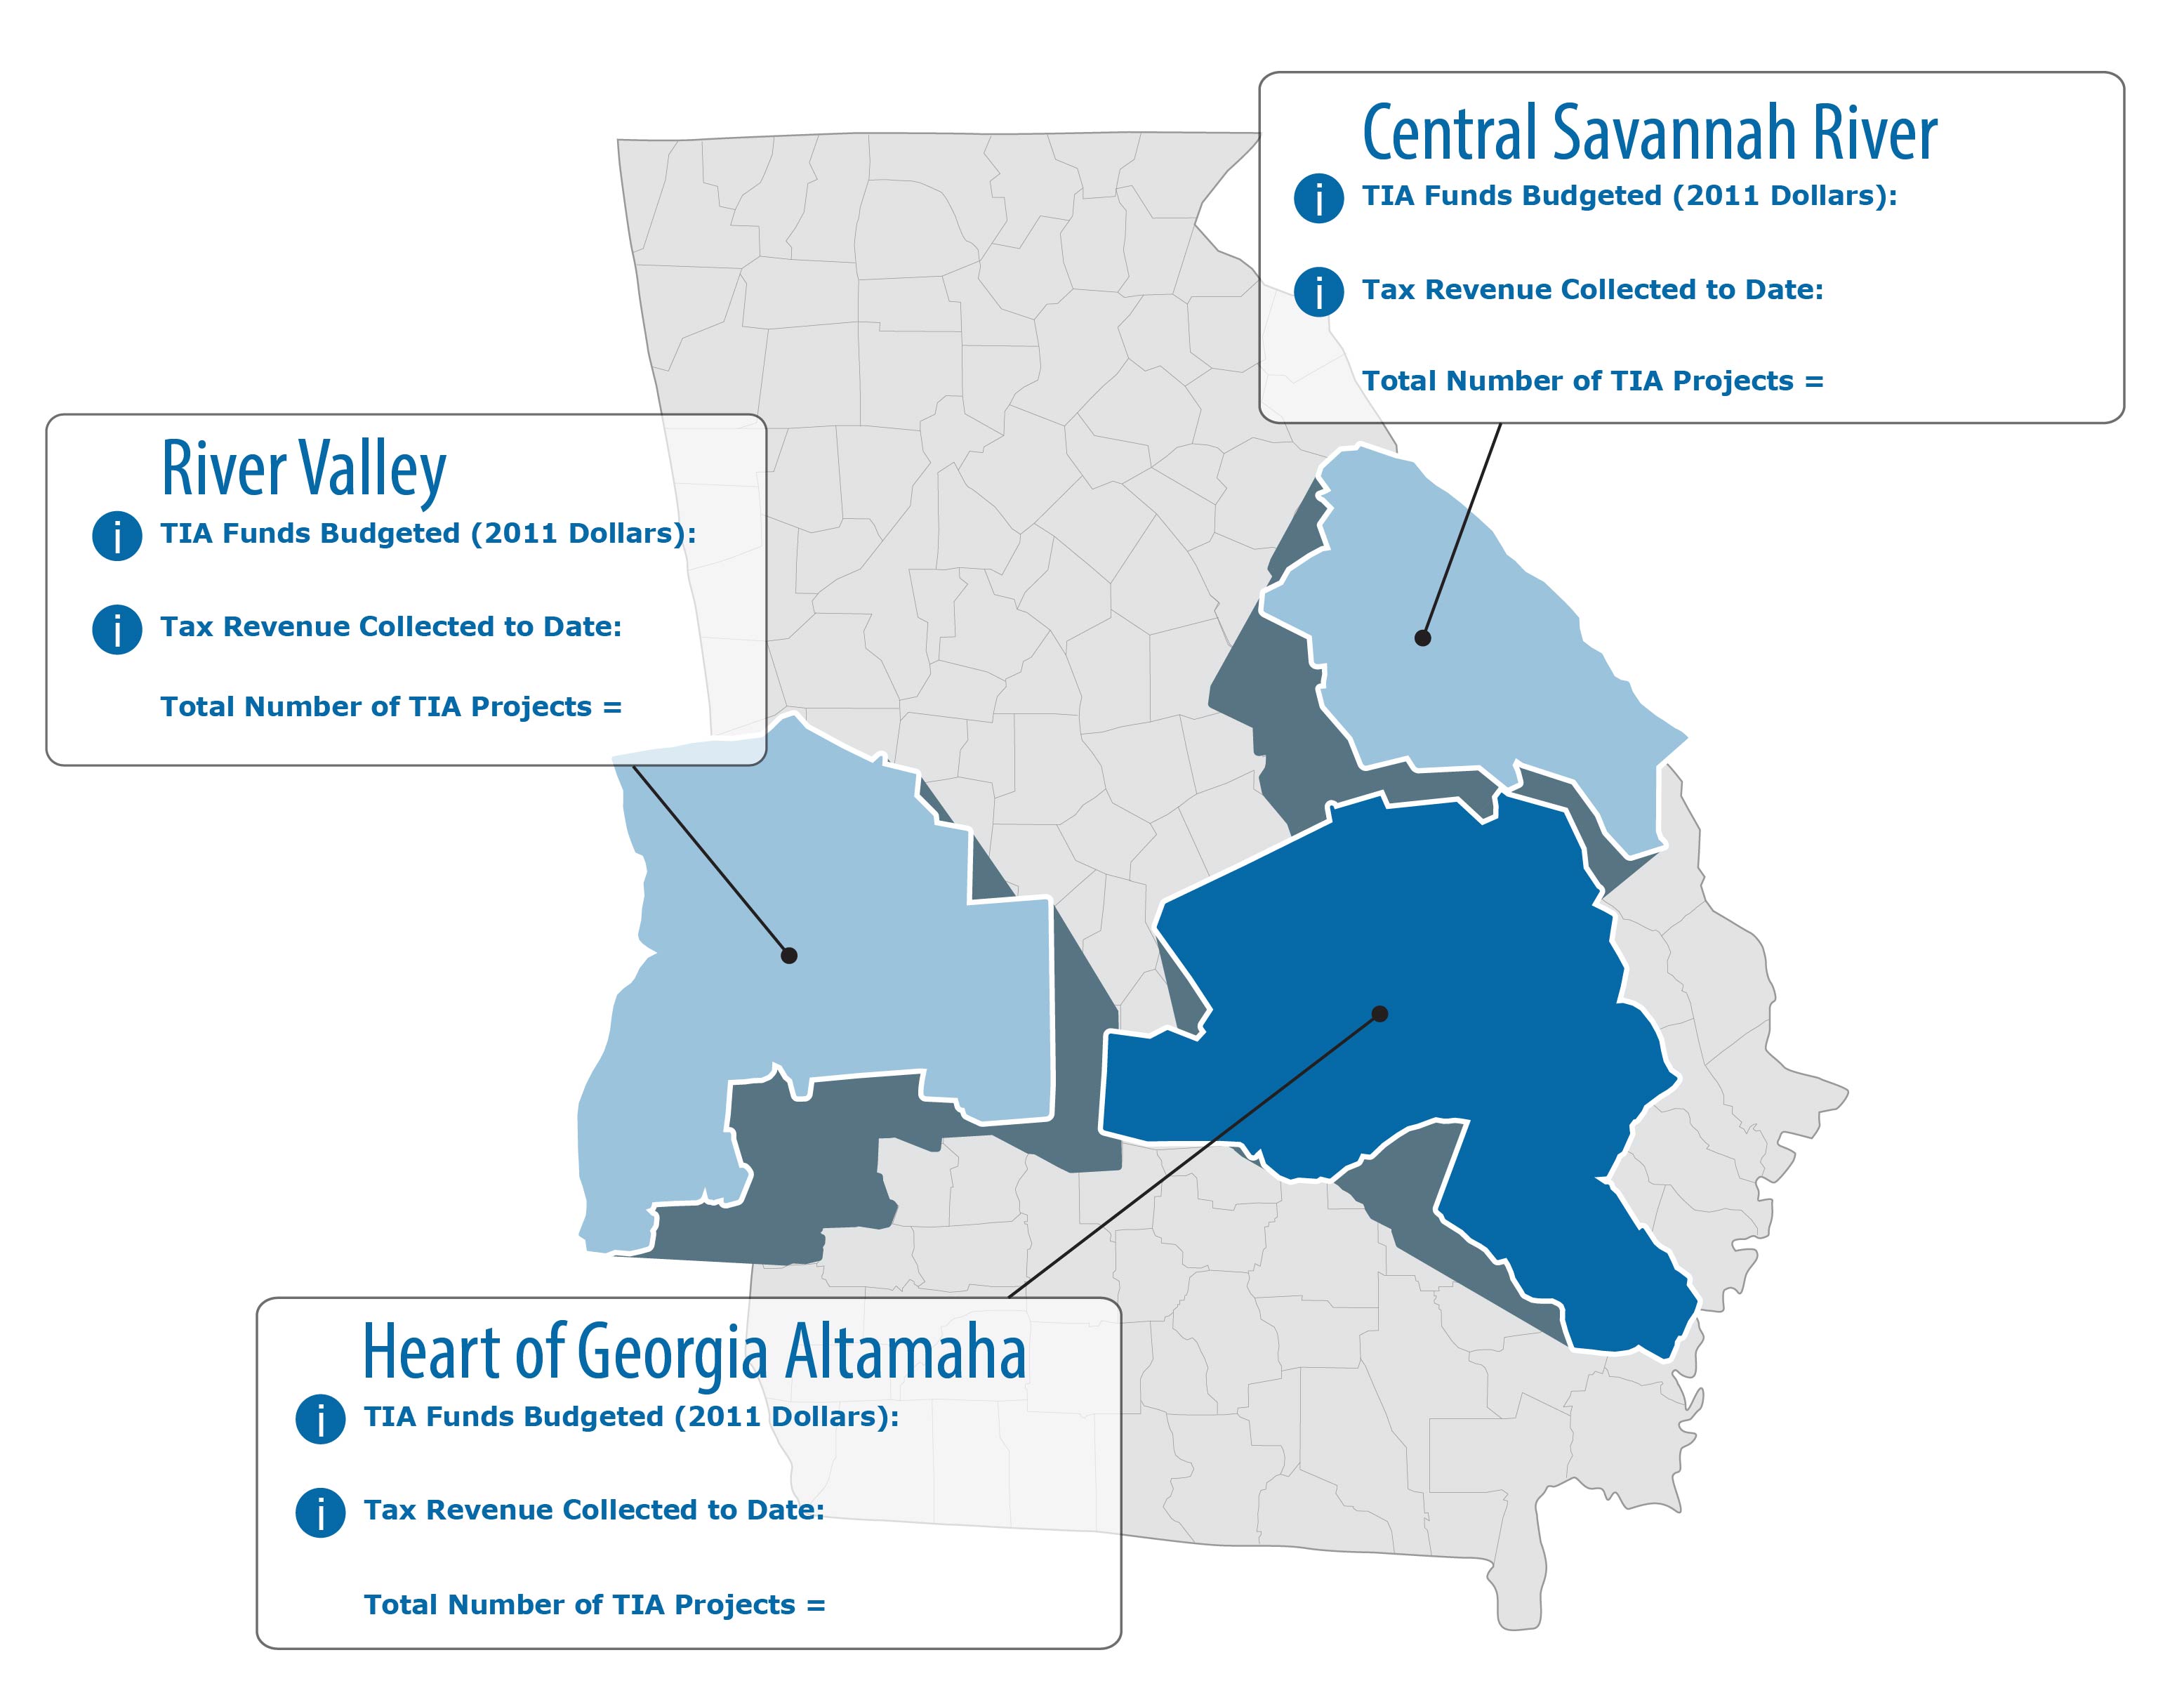 Central Savannah River
i TIA Funds Budgeted (2011 Dollars):
i Tax Revenue Collected to Date:
Total Number of TIA Projects =
River Valley
i TIA Funds Budgeted (2011 Dollars):
i Tax Revenue Collected to Date:
Total Number of TIA Projects =
Heart of Georgia Altamaha
i TIA Funds Budgeted (2011 Dollars):
i Tax Revenue Collected to Date:
Total Number of TIA Projects =